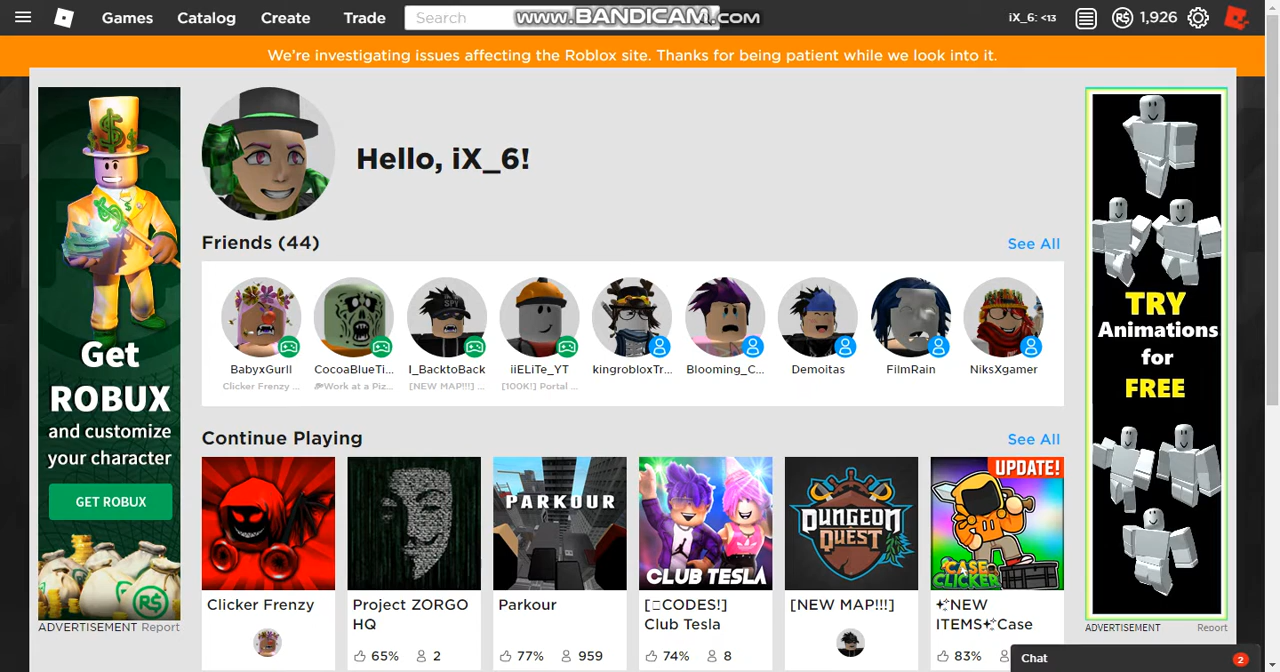 Games Catalog Create Trade Search www.BANDICAM.COM iX_6: <13 R$ 1,926
We're investigating issues affecting the Roblox site. Thanks for being patient while we look into it.
Hello, iX_6!
Get
ROBUX
and customize
your character
GET ROBUX
R$
ADVERTISEMENT Report
Friends (44) See All
BabyxGurll CocoaBlueTi... I_BacktoBack iiELiTe_YT kingrobloxTr... Blooming_C... Demoitas FilmRain NiksXgamer
Clicker Frenzy ... Work at a Piz... [NEW MAP!!!] ... [100K!] Portal ...
Continue Playing See All
PARKOUR
CLUB TESLA
DUNGEON
QUEST
UPDATE!
CASE
CLICKER
Clicker Frenzy
Project ZORGO
HQ
65% 2
Parkour
77% 959
[CODES!]
Club Tesla
74% 8
[NEW MAP!!!]
NEW
ITEMS Case
83%
TRY
Animations
for
FREE
ADVERTISEMENT Report
Chat 2